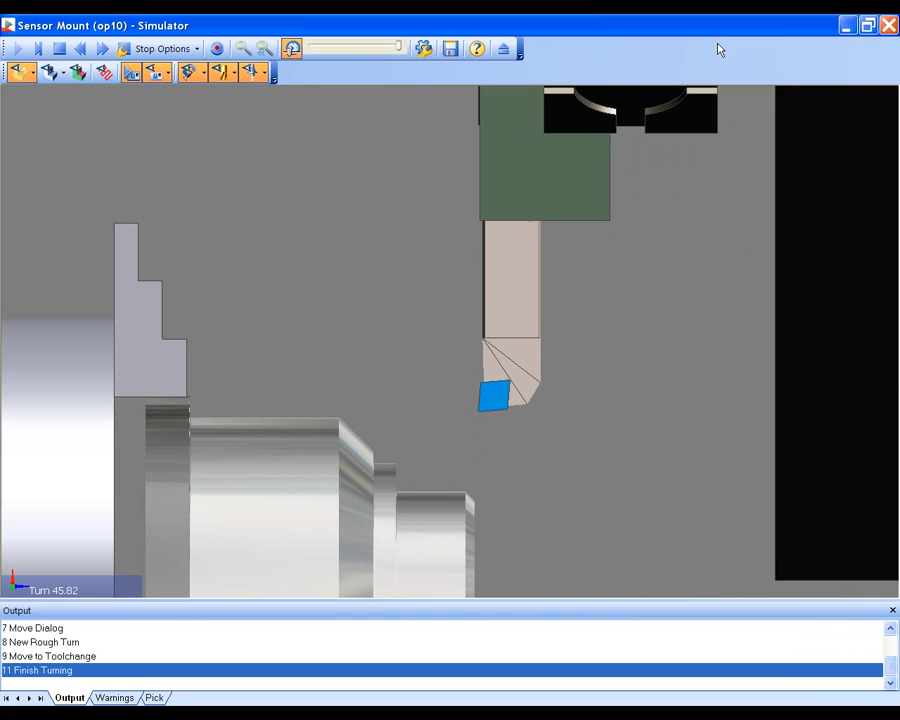 Sensor Mount (op10) - Simulator
Stop Options
Turn 45.82
Output
7 Move Dialog
8 New Rough Turn
9 Move to Toolchange
11 Finish Turning
Output Warnings Pick